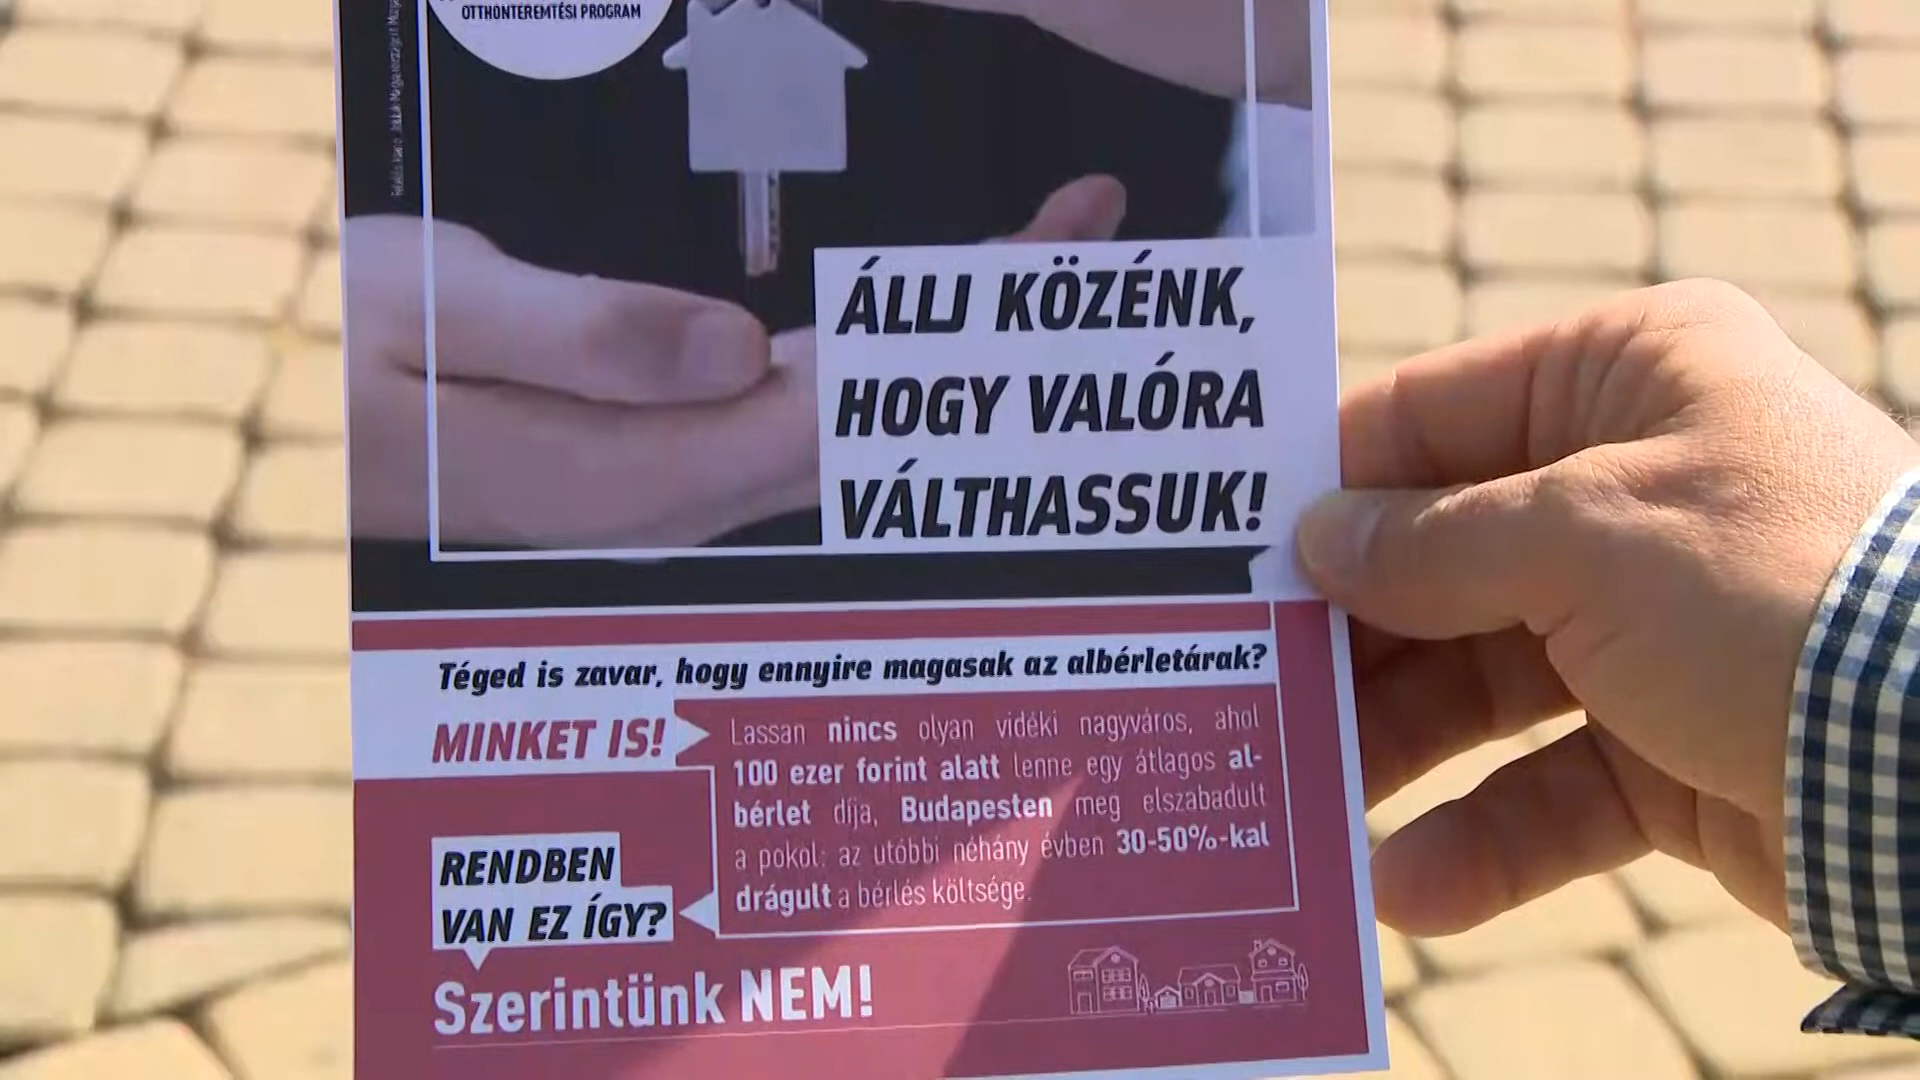 OTTHONTEREMTÉSI PROGRAM
ÁLLJ KÖZÉNK,
HOGY VALÓRA
VÁLTHASSUK!
Téged is zavar, hogy ennyire magasak az albérletárak?
MINKET IS!
Lassan nincs olyan vidéki nagyváros, ahol
100 ezer forint alatt lenne egy átlagos al-
bérlet díja, Budapesten meg elszabadult
a pokol: az utóbbi néhány évben 30-50%-kal
drágult a bérlés költsége.
RENDBEN
VAN EZ ÍGY?
Szerintünk NEM!